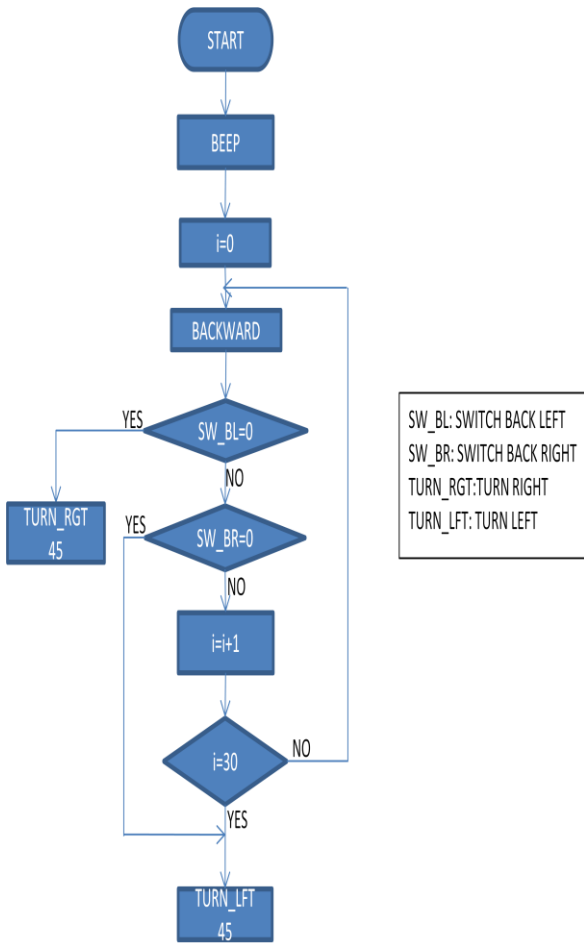 START
BEEP
i=0
BACKWARD
YES
SW_BL=0
NO
TURN_RGT
45
YES
SW_BR=0
NO
i=i+1
i=30
NO
YES
TURN_LFT
45
SW_BL: SWITCH BACK LEFT
SW_BR: SWITCH BACK RIGHT
TURN_RGT:TURN RIGHT
TURN_LFT: TURN LEFT